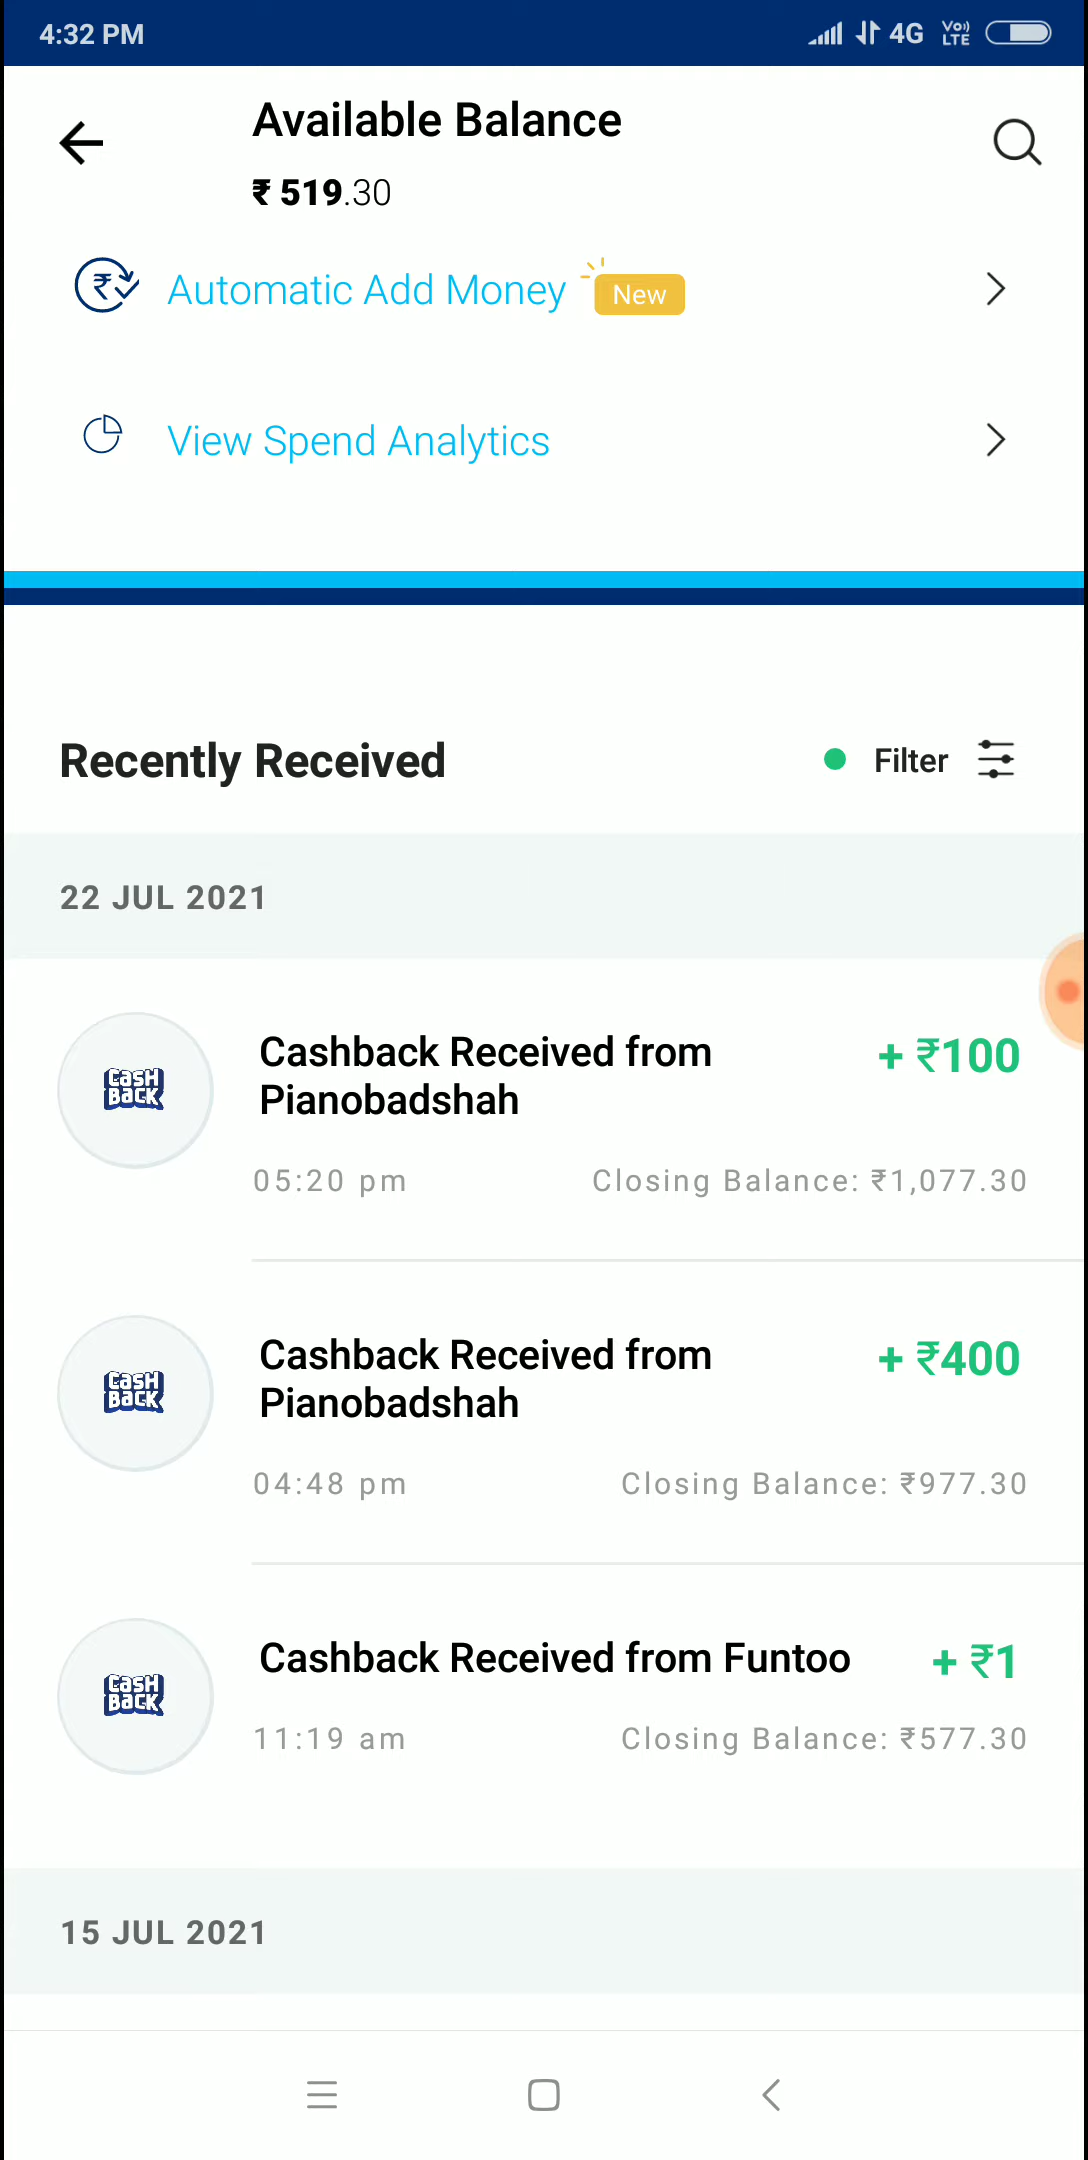 4:32 PM
4G
Vo)) LTE
Available Balance
₹ 519.30
Automatic Add Money
New
View Spend Analytics
Recently Received
Filter
22 JUL 2021
CASH BACK
Cashback Received from
Pianobadshah
+ ₹100
05:20 pm
Closing Balance: ₹1,077.30
CASH BACK
Cashback Received from
Pianobadshah
+ ₹400
04:48 pm
Closing Balance: ₹977.30
CASH BACK
Cashback Received from Funtoo
+ ₹1
11:19 am
Closing Balance: ₹577.30
15 JUL 2021